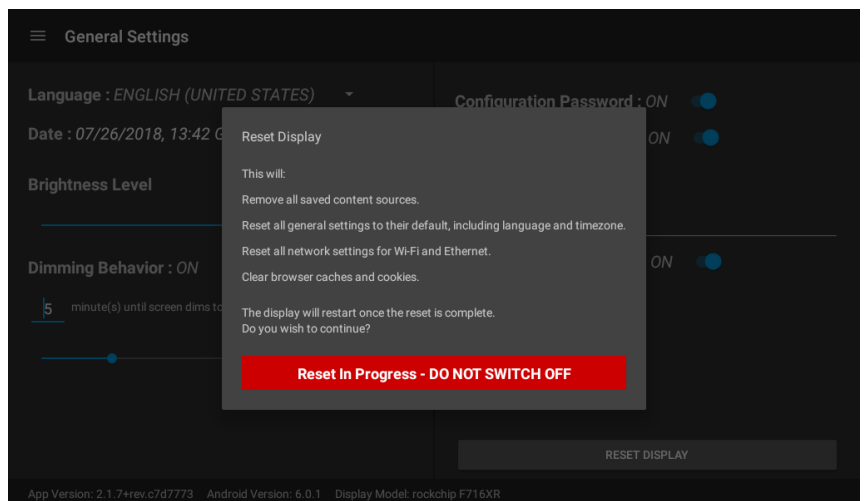 General Settings
Language : ENGLISH (UNITED STATES)
Configuration Password : ON
Date : 07/26/2018, 13:42 G
ON
Brightness Level
Dimming Behavior : ON
ON
5 minute(s) until screen dims to
Reset Display
This will:
Remove all saved content sources.
Reset all general settings to their default, including language and timezone.
Reset all network settings for Wi-Fi and Ethernet.
Clear browser caches and cookies.
The display will restart once the reset is complete.
Do you wish to continue?
Reset In Progress - DO NOT SWITCH OFF
RESET DISPLAY
App Version: 2.1.7+rev.c7d7773 Android Version: 6.0.1 Display Model: rockchip F716XR